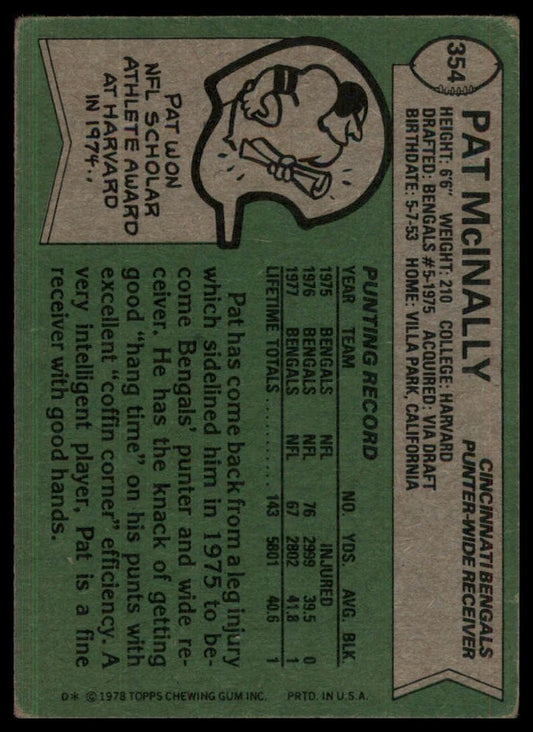 354
PAT McINALLY
CINCINNATI BENGALS
PUNTER-WIDE RECEIVER
HEIGHT: 6'6" WEIGHT: 210 COLLEGE: HARVARD
DRAFTED: BENGALS #5-1975 ACQUIRED: VIA DRAFT
BIRTHDATE: 5-7-53 HOME: VILLA PARK, CALIFORNIA
PAT WON
NFL SCHOLAR
ATHLETE AWARD
AT HARVARD
IN 1974..
PUNTING RECORD
YEAR TEAM NO. YDS. AVG. BLK.
1975 BENGALS NFL INJURED
1976 BENGALS NFL 76 2999 39.5 0
1977 BENGALS NFL 67 2802 41.8 1
LIFETIME TOTALS.................... 143 5801 40.6 1
Pat has come back from a leg injury
which sidelined him in 1975 to be-
come Bengals' punter and wide re-
ceiver. He has the knack of getting
good "hang time" on his punts with
excellent "coffin corner" efficiency. A
very intelligent player, Pat is a fine
receiver with good hands.
D* © 1978 TOPPS CHEWING GUM INC. PRTD. IN U.S.A.